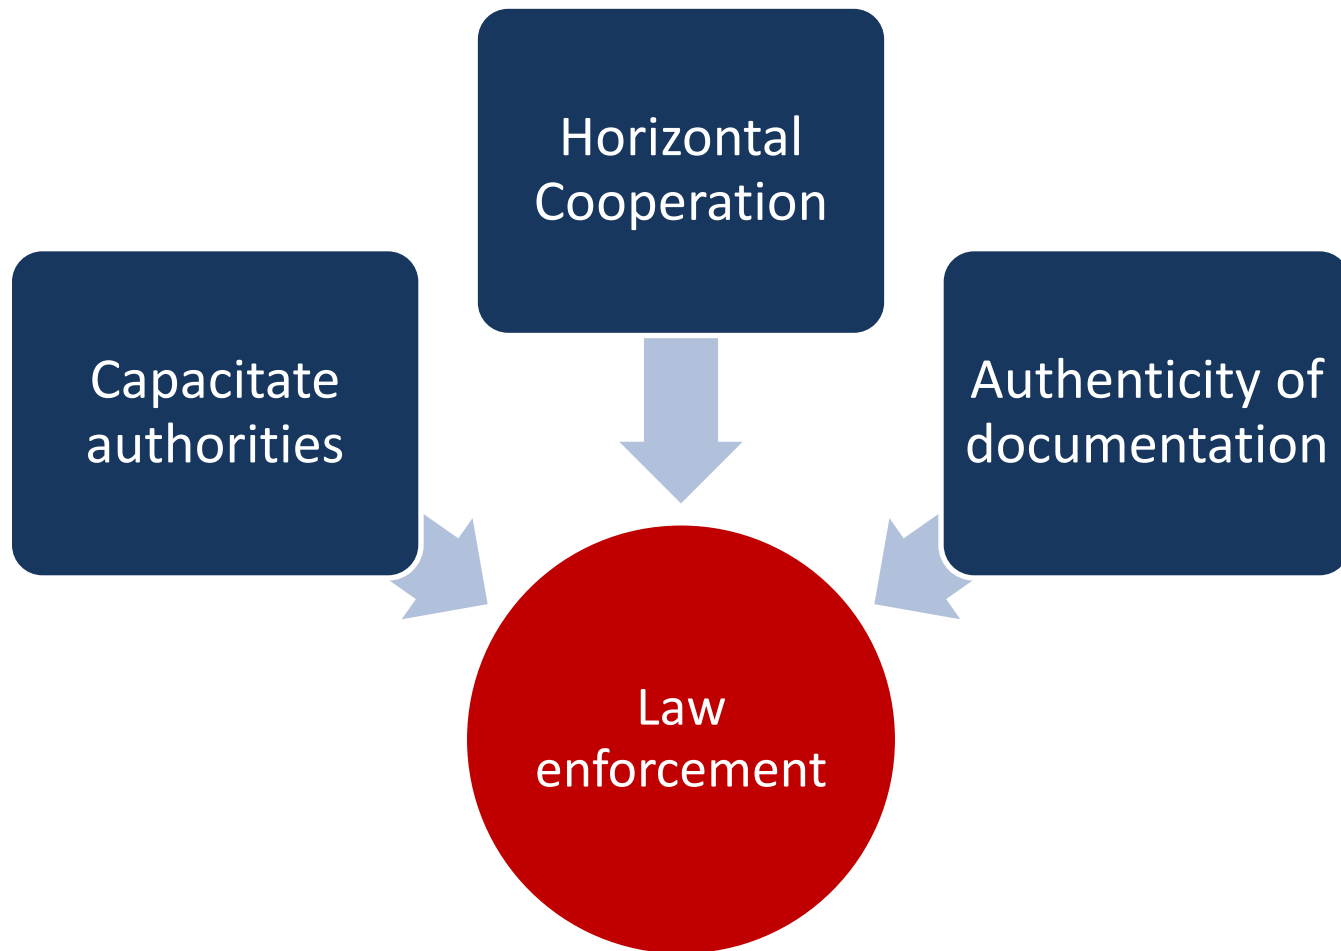 Horizontal
Cooperation
Capacitate
authorities
Authenticity of
documentation
Law
enforcement